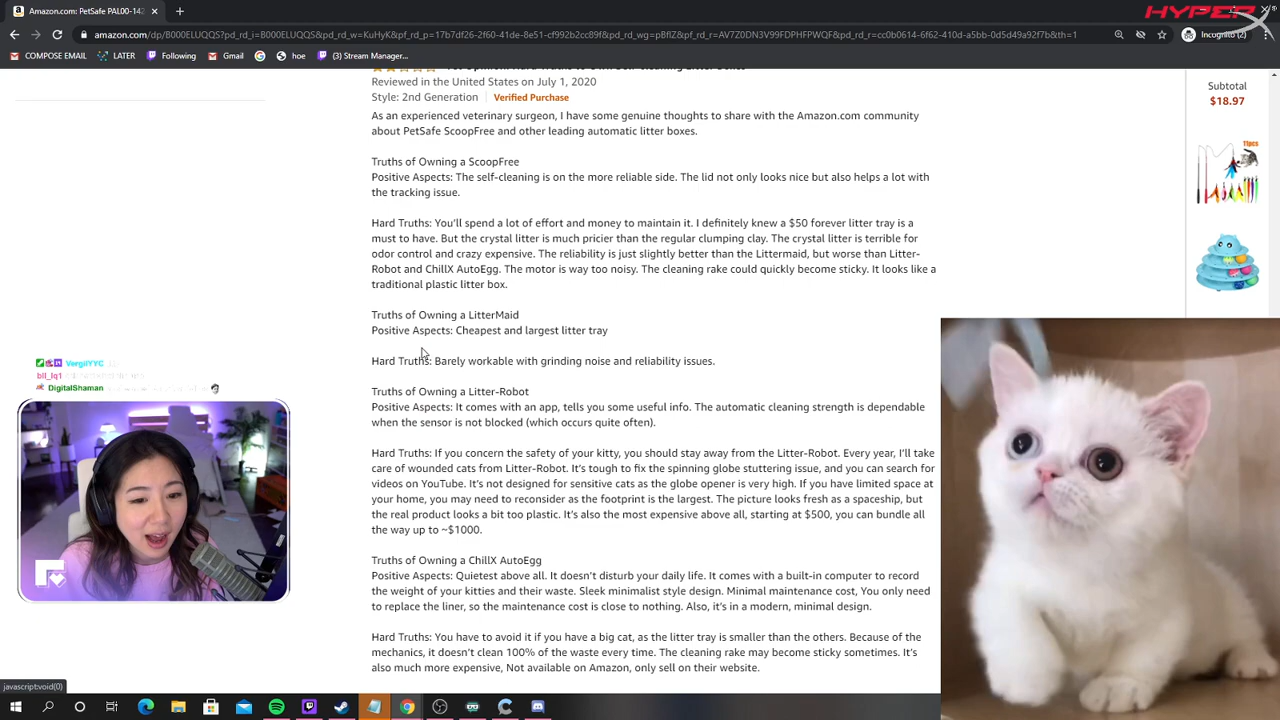 Amazon.com: PetSafe PAL00-142
HYPERX
amazon.com/dp/B000ELUQQS?pd_rd_i=B000ELUQQS&pd_rd_w=KuHyK&pf_rd_p=17b7df26-2f60-41de-8e51-cf992b2cc89f&pd_rd_wg=pBflZ&pf_rd_r=AV7Z0DN3V99FDPHFPWQF&pd_rd_r=cc0b0614-6f62-410d-a5bb-0d5d49a92f7b&th=1
Incognito (2)
COMPOSE EMAIL
LATER
Following
Google
hoe
(3) Stream Manager...
Reviewed in the United States on July 1, 2020
Style: 2nd Generation
Verified Purchase
As an experienced veterinary surgeon, I have some genuine thoughts to share with the Amazon.com community
about PetSafe ScoopFree and other leading automatic litter boxes.
Truths of Owning a ScoopFree
Positive Aspects: The self-cleaning is on the more reliable side. The lid not only looks nice but also helps a lot with
the tracking issue.
Hard Truths: You'll spend a lot of effort and money to maintain it. I definitely knew a $50 forever litter tray is a
must to have. But the crystal litter is much pricier than the regular clumping clay. The crystal litter is terrible for
odor control and crazy expensive. The reliability is just slightly better than the Littermaid, but worse than Litter-
Robot and ChillX AutoEgg. The motor is way too noisy. The cleaning rake could quickly become sticky. It looks like a
traditional plastic litter box.
Truths of Owning a LitterMaid
Positive Aspects: Cheapest and largest litter tray
Hard Truths: Barely workable with grinding noise and reliability issues.
Truths of Owning a Litter-Robot
Positive Aspects: It comes with an app, tells you some useful info. The automatic cleaning strength is dependable
when the sensor is not blocked (which occurs quite often).
Hard Truths: If you concern the safety of your kitty, you should stay away from the Litter-Robot. Every year, I'll take
care of wounded cats from Litter-Robot. It's tough to fix the spinning globe stuttering issue, and you can search for
videos on YouTube. It's not designed for sensitive cats as the globe opener is very high. If you have limited space at
your home, you may need to reconsider as the footprint is the largest. The picture looks fresh as a spaceship, but
the real product looks a bit too plastic. It's also the most expensive above all, starting at $500, you can bundle all
the way up to ~$1000.
Truths of Owning a ChillX AutoEgg
Positive Aspects: Quietest above all. It doesn't disturb your daily life. It comes with a built-in computer to record
the weight of your kitties and their waste. Sleek minimalist style design. Minimal maintenance cost, You only need
to replace the liner, so the maintenance cost is close to nothing. Also, it's in a modern, minimal design.
Hard Truths: You have to avoid it if you have a big cat, as the litter tray is smaller than the others. Because of the
mechanics, it doesn't clean 100% of the waste every time. The cleaning rake may become sticky sometimes. It's
also much more expensive, Not available on Amazon, only sell on their website.
Subtotal
$18.97
11pcs
VergilYYC
bll_lq1
DigitalShaman
javascript:void(0)